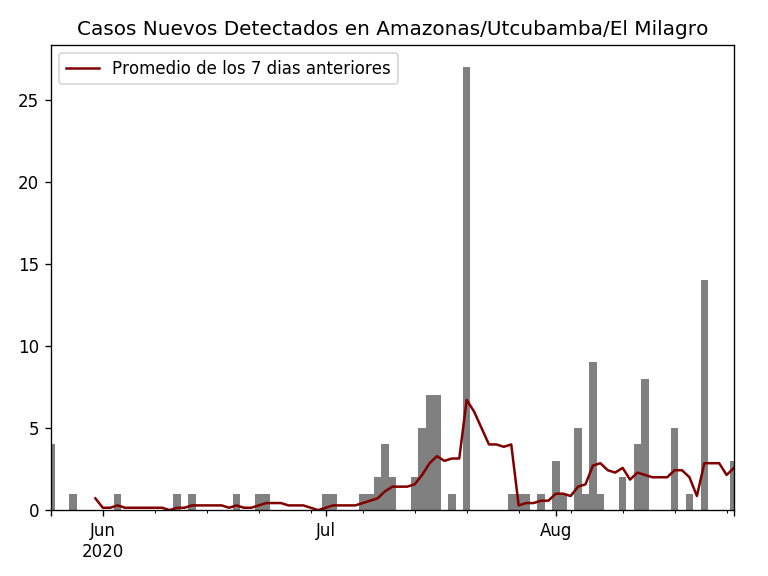 Casos Nuevos Detectados en Amazonas/Utcubamba/El Milagro
Promedio de los 7 dias anteriores
25
20
15
10
5
0
Jun
2020
Jul
Aug